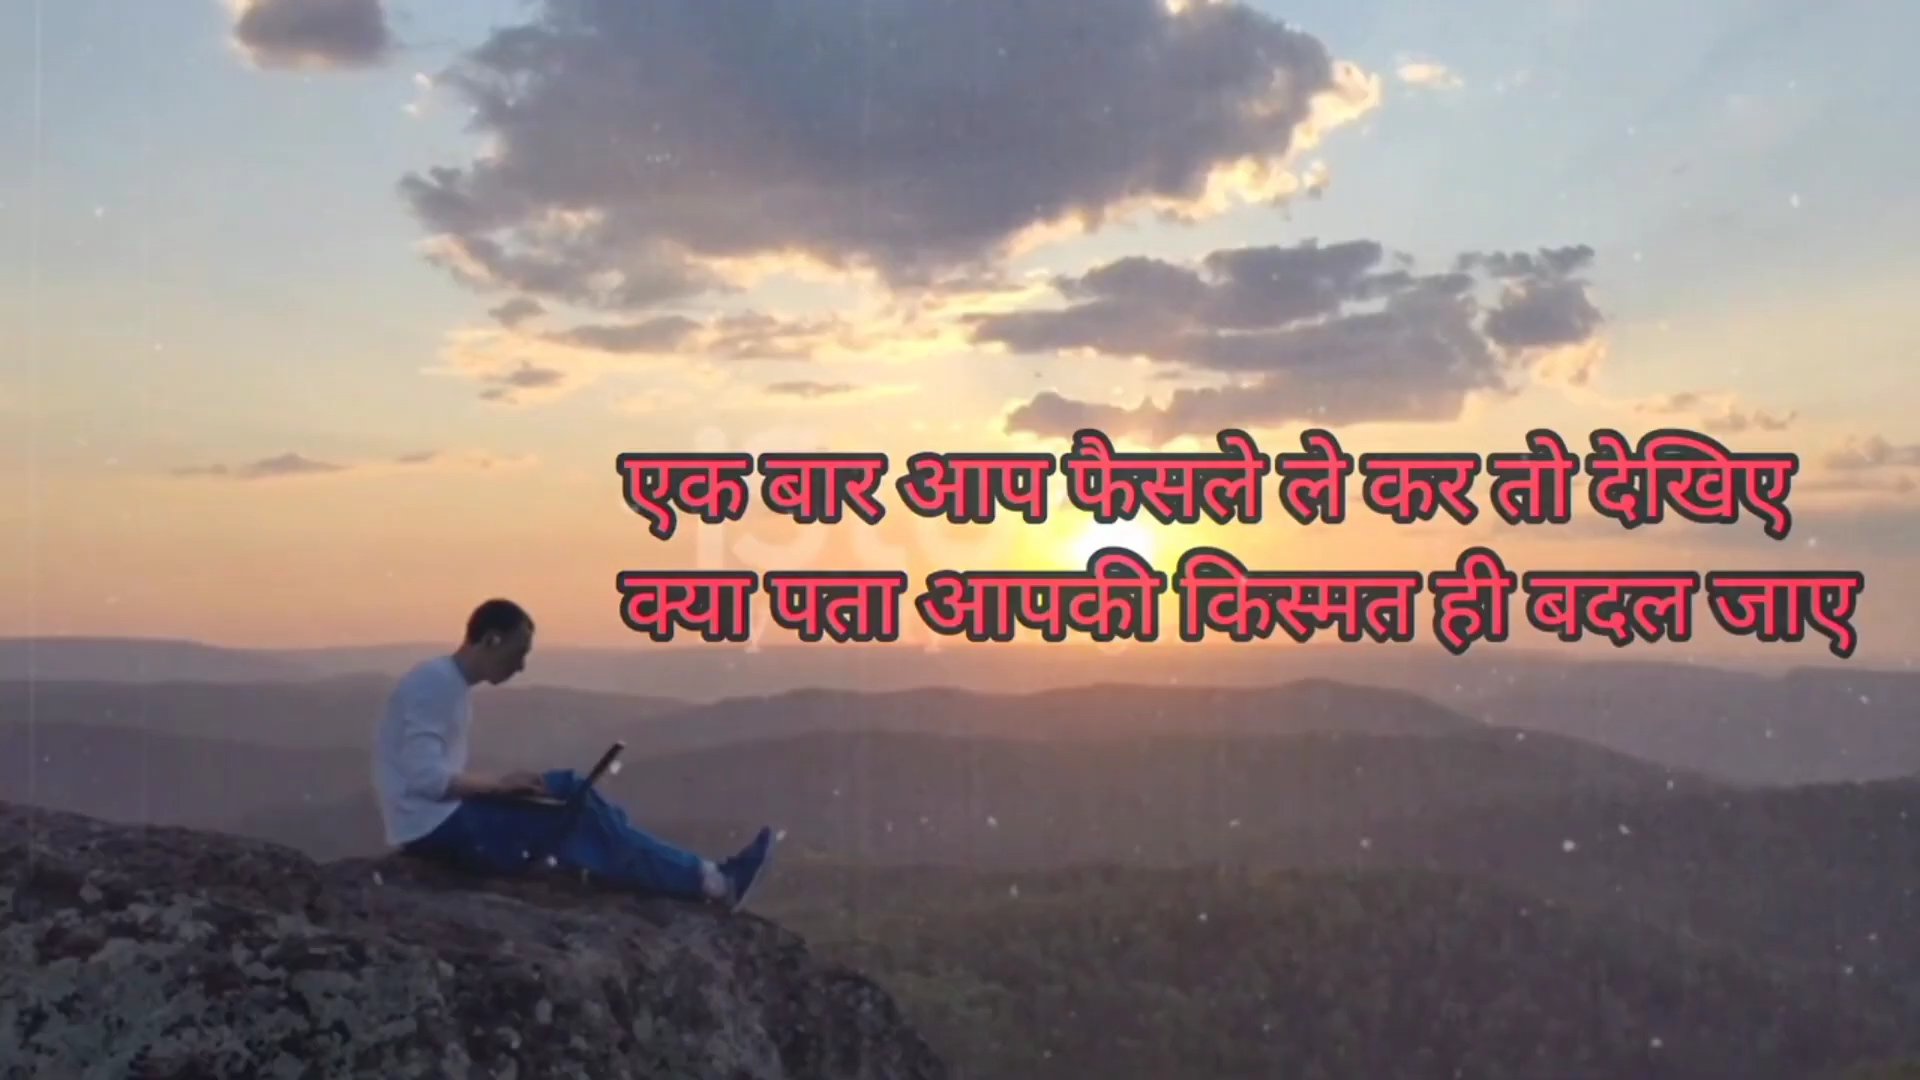 एक बार आप फैसले ले कर तो देखिए
क्या पता आपकी किस्मत ही बदल जाए